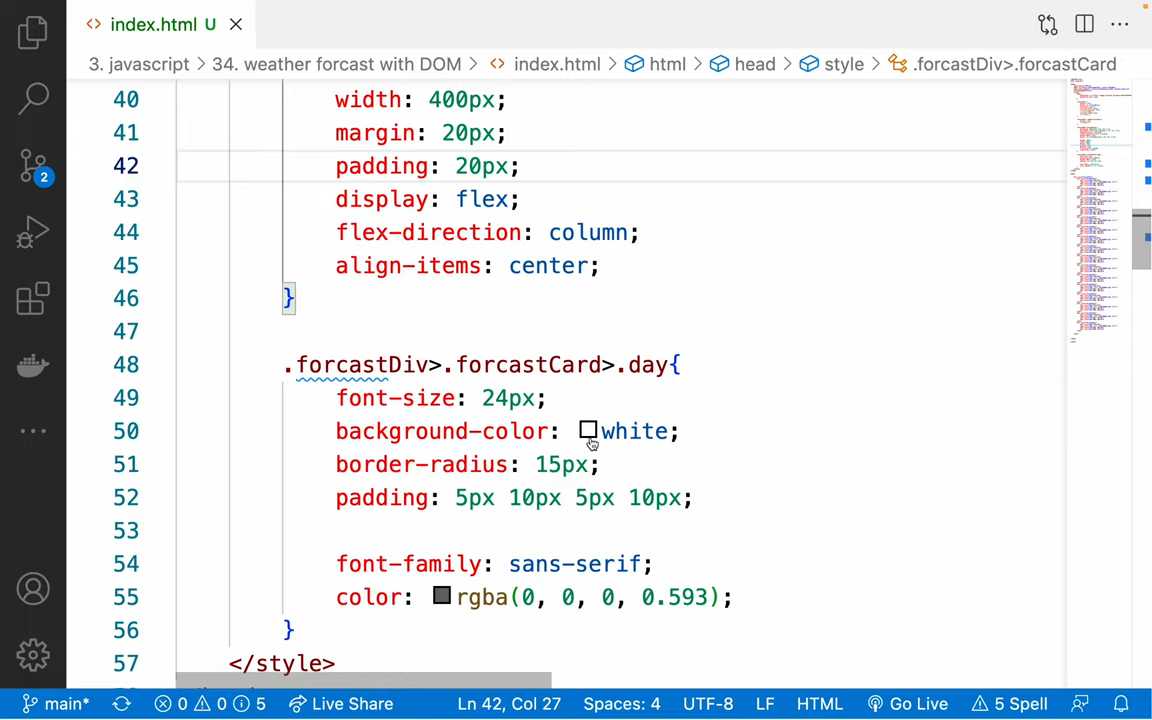 index.html U
3. javascript > 34. weather forcast with DOM > index.html > html > head > style > .forcastDiv>.forcastCard
40 width: 400px;
41 margin: 20px;
42 padding: 20px;
43 display: flex;
44 flex-direction: column;
45 align-items: center;
46 }
47
48 .forcastDiv>.forcastCard>.day{
49 font-size: 24px;
50 background-color: white;
51 border-radius: 15px;
52 padding: 5px 10px 5px 10px;
53
54 font-family: sans-serif;
55 color: rgba(0, 0, 0, 0.593);
56 }
57 </style>
2
main* 0 0 5 Live Share Ln 42, Col 27 Spaces: 4 UTF-8 LF HTML Go Live 5 Spell